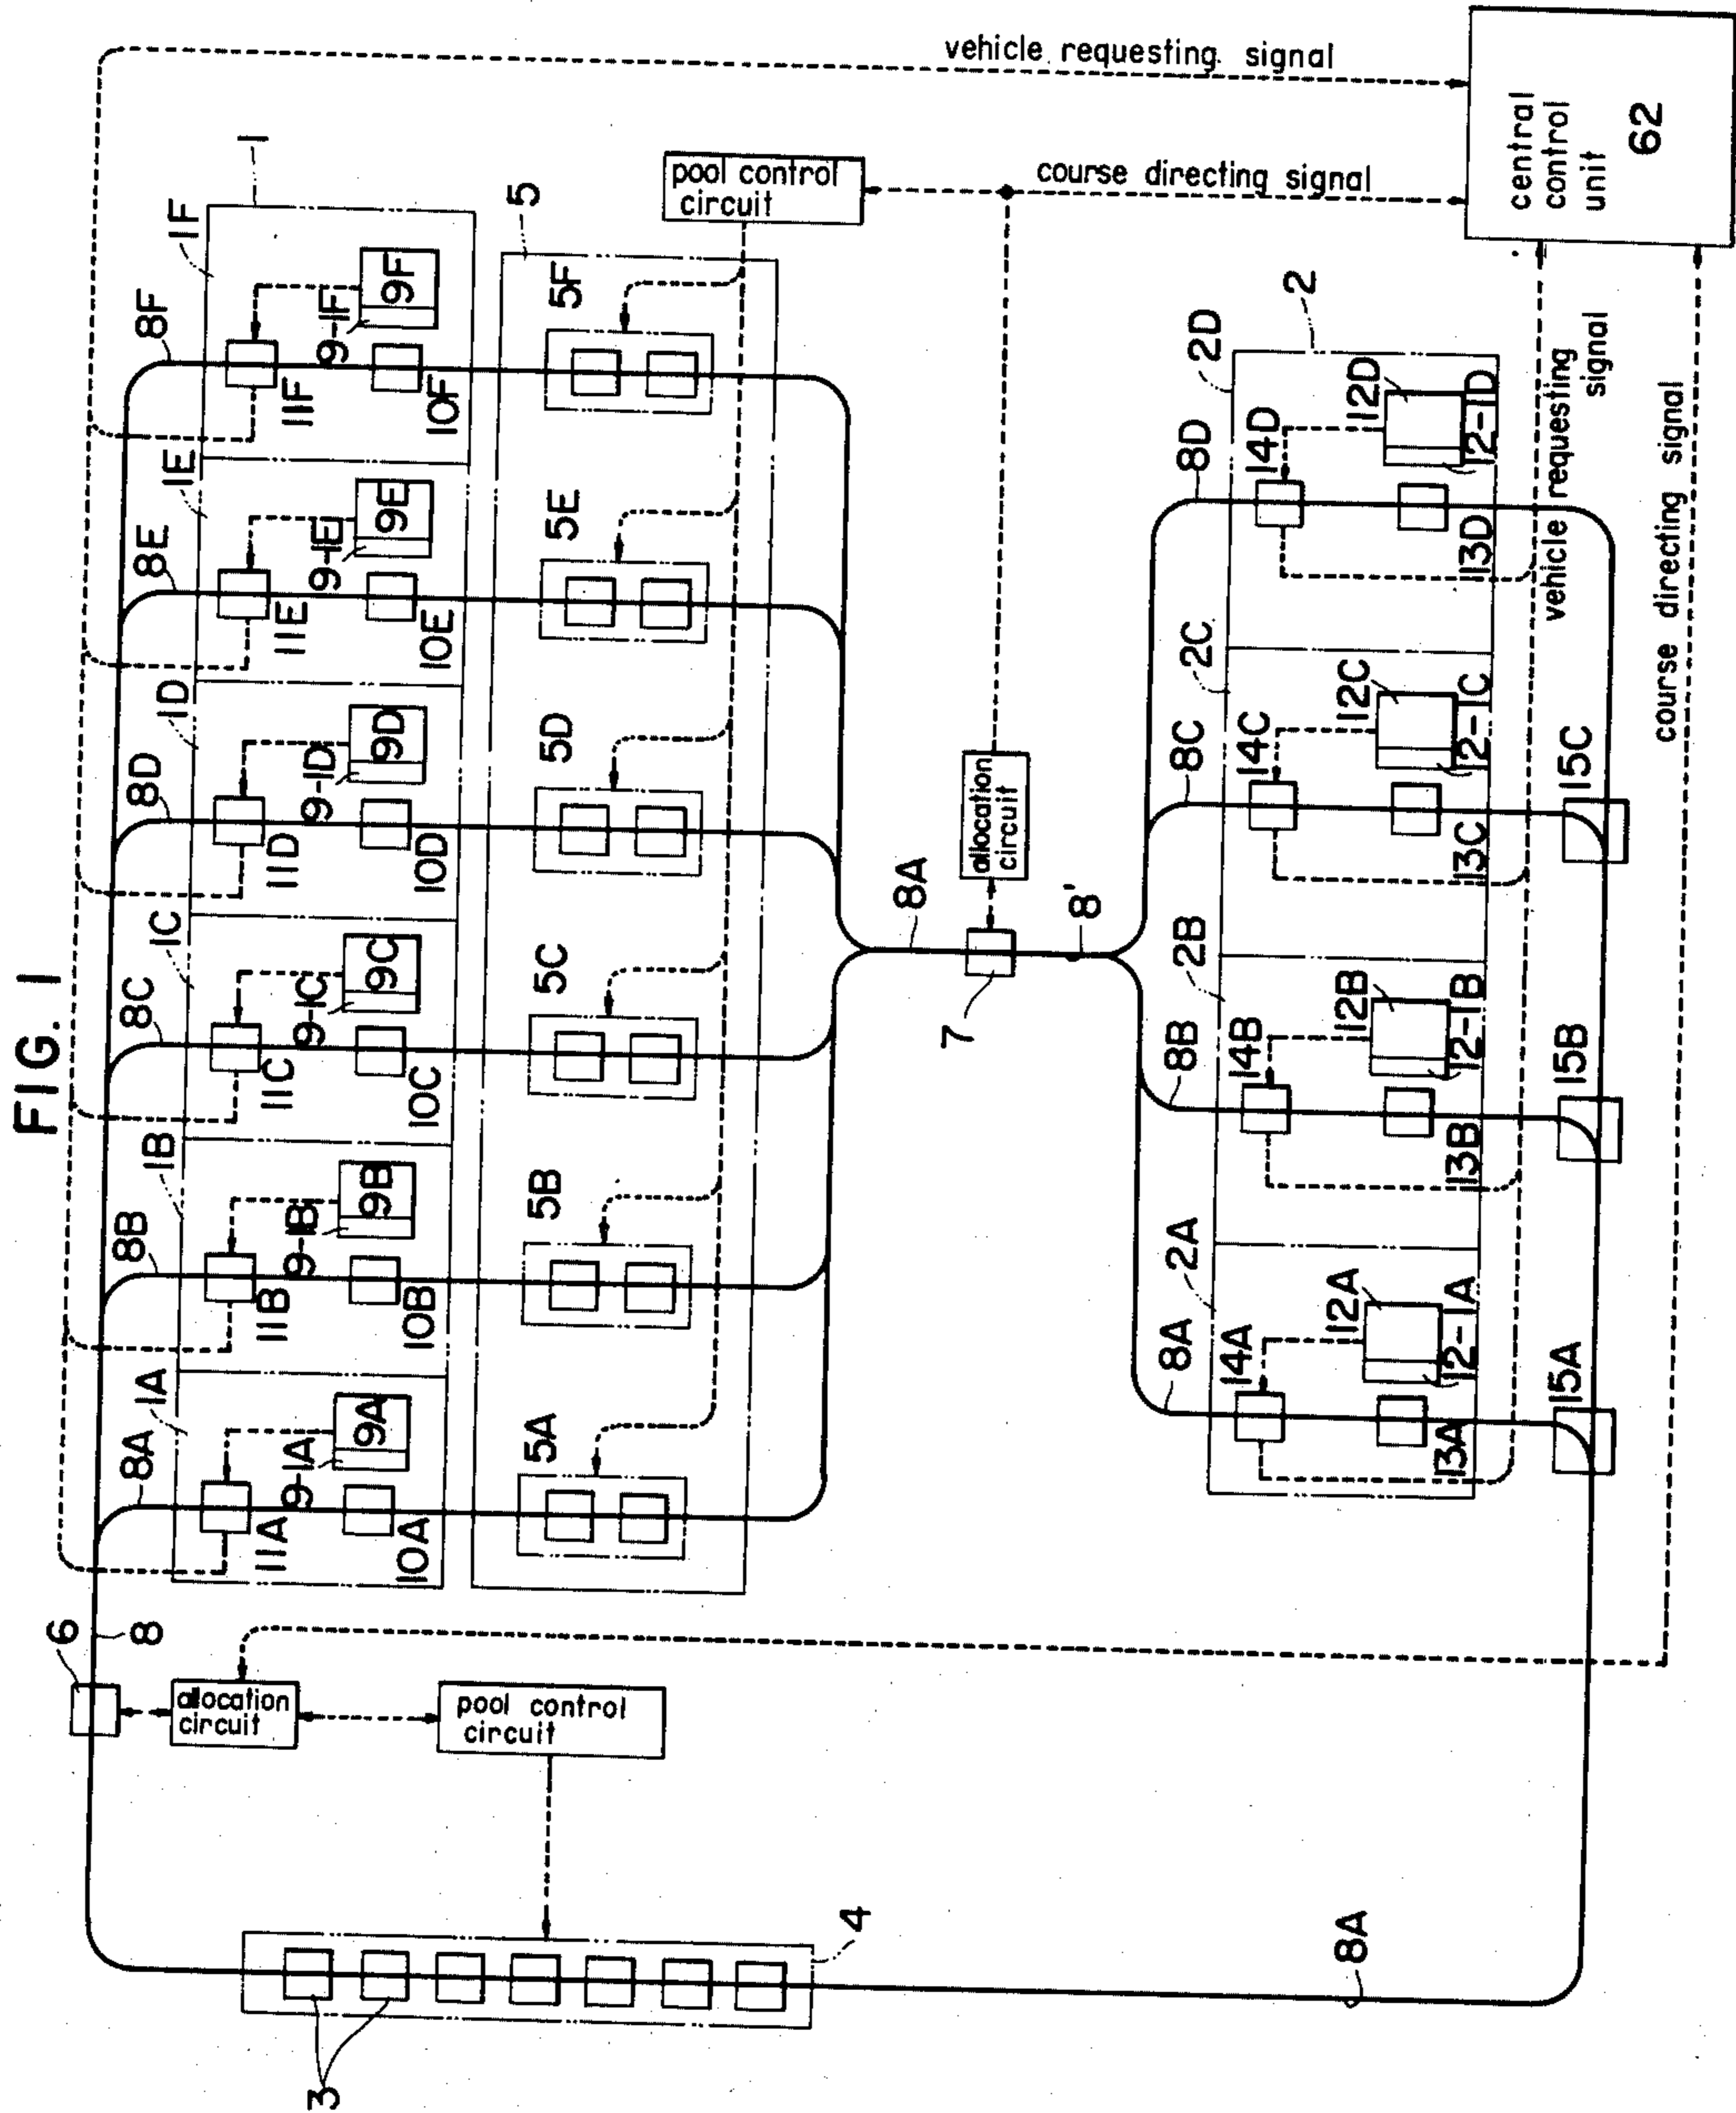 FIG. 1
vehicle requesting signal
central
control
unit
62
course directing signal
pool control
circuit
1
1F
1E
1D
1C
1B
1A
8F
8E
8D
8C
8B
8A
9F
9E
9D
9C
9B
9A
9-1F
9-1E
9-1D
9-1C
9-1B
9-1A
11F
11E
11D
11C
11B
11A
10F
10E
10D
10C
10B
10A
5
5F
5E
5D
5C
5B
5A
6
8
allocation
circuit
pool control
circuit
3
4
8A
7
8'
allocation
circuit
2
2D
2C
2B
2A
8D
8C
8B
8A
14D
14C
14B
14A
12D
12C
12B
12A
12-1D
12-1C
12-1B
12-1A
13D
13C
13B
13A
15C
15B
15A
vehicle requesting
signal
course directing signal
8A